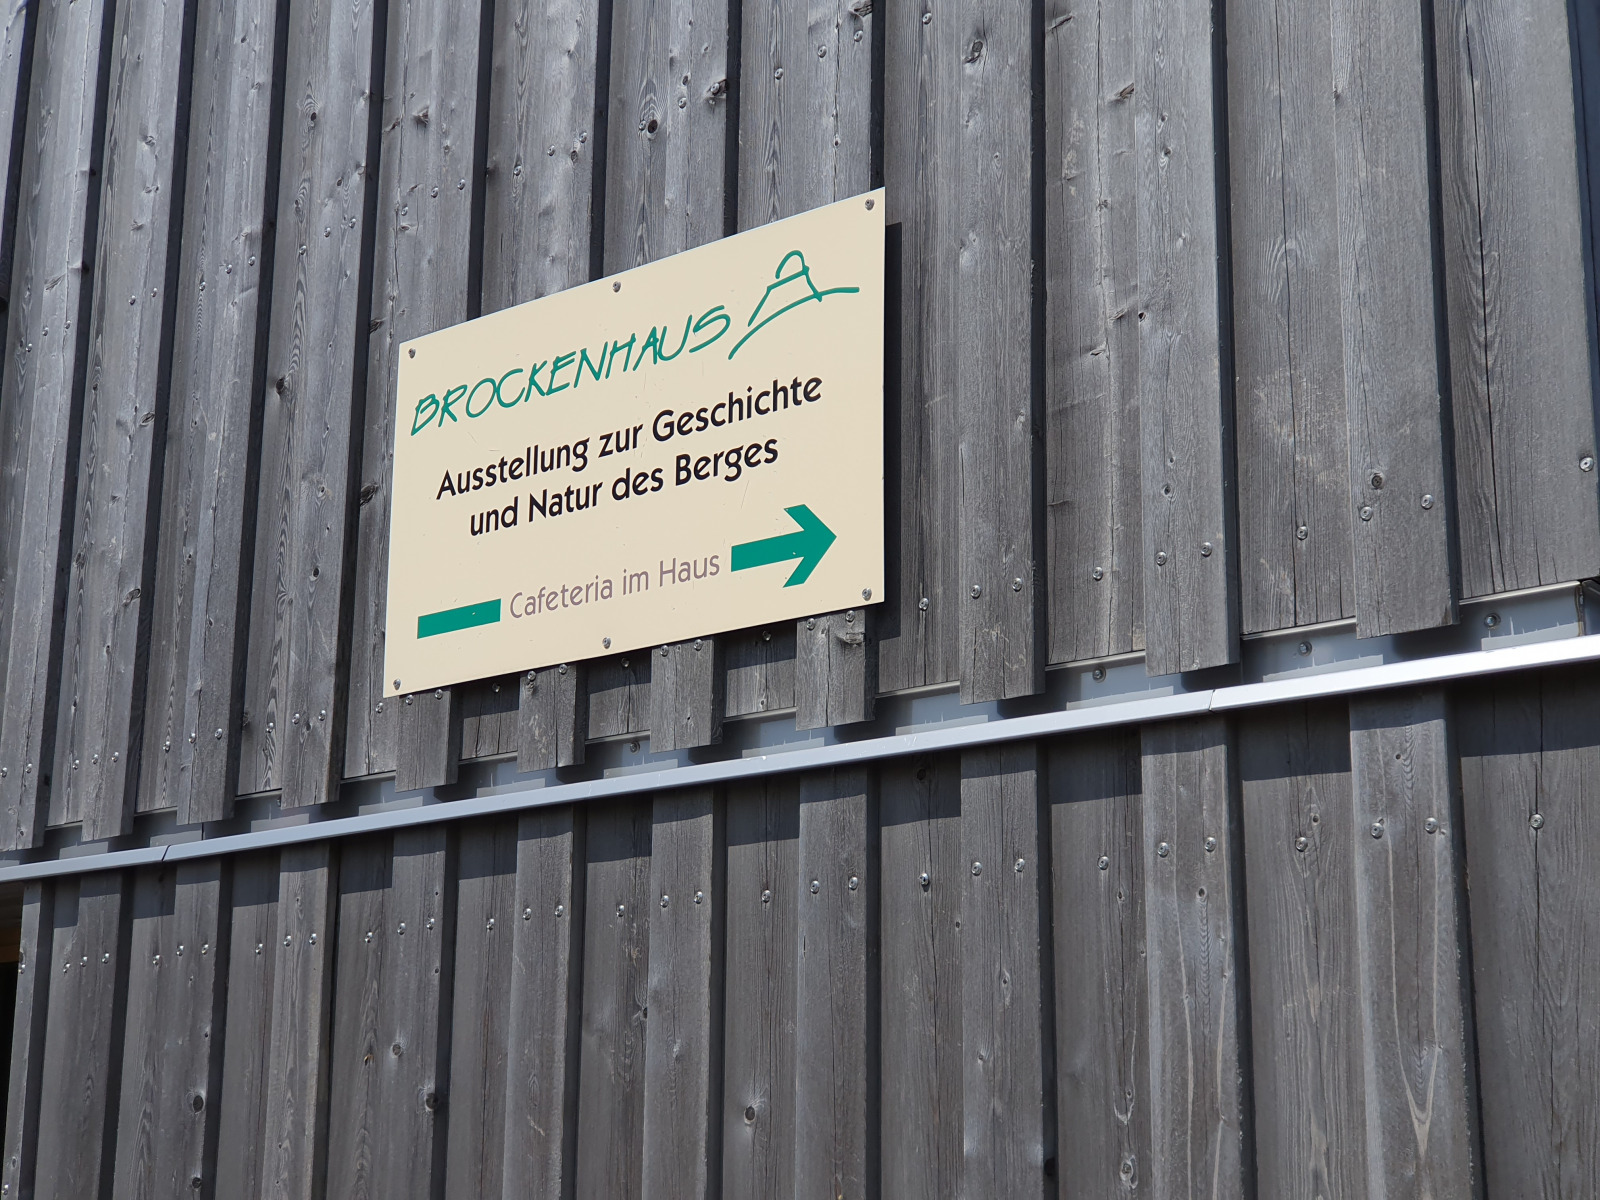 BROCKENHAUS
Ausstellung zur Geschichte
und Natur des Berges
Cafeteria im Haus